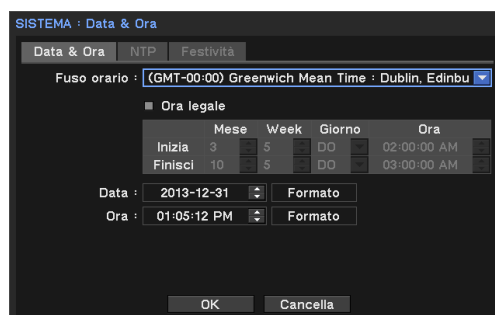 SISTEMA : Data & Ora
Data & Ora NTP Festività
Fuso orario : (GMT-00:00) Greenwich Mean Time : Dublin, Edinbu
Ora legale
Mese Week Giorno Ora
Inizia 3 5 DO 02:00:00 AM
Finisci 10 5 DO 03:00:00 AM
Data : 2013-12-31 Formato
Ora : 01:05:12 PM Formato
OK Cancella